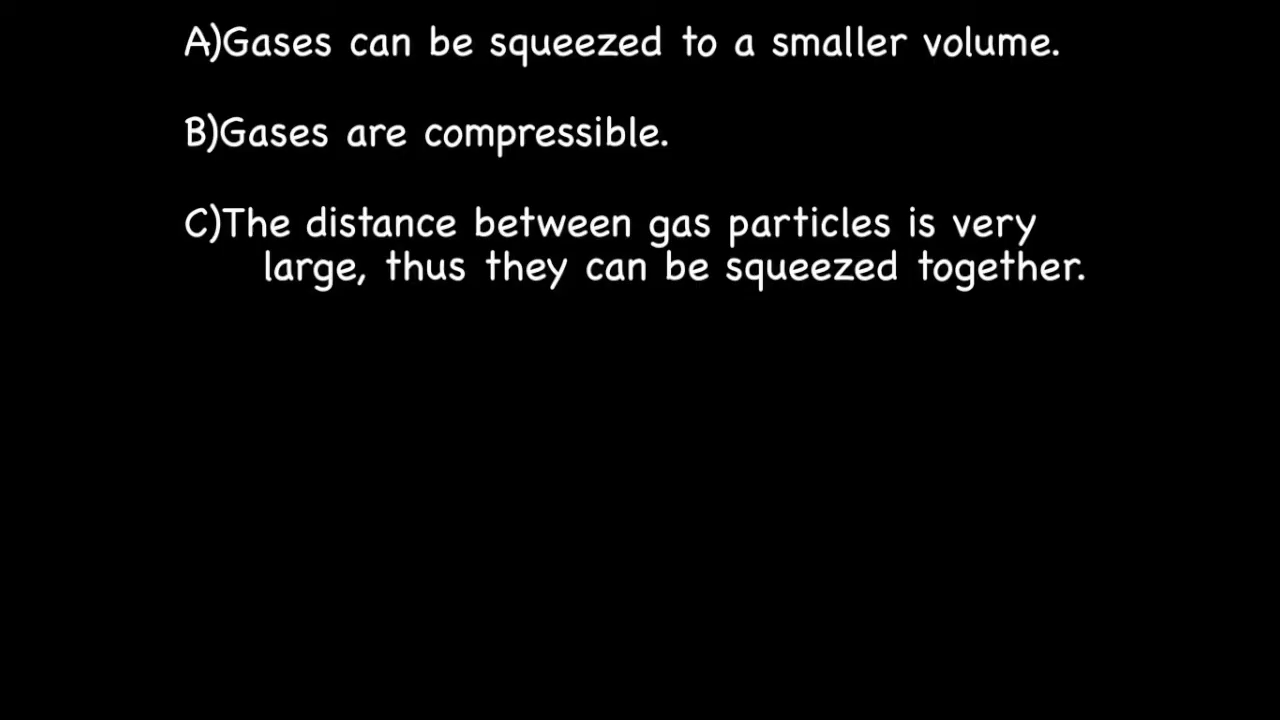 A)Gases can be squeezed to a smaller volume.
B)Gases are compressible.
C)The distance between gas particles is very
large, thus they can be squeezed together.